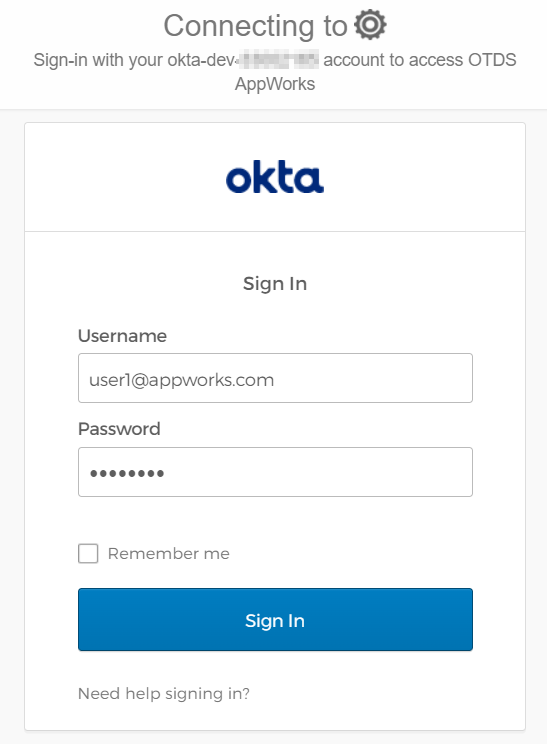 Connecting to
Sign-in with your okta-dev- account to access OTDS
AppWorks
okta
Sign In
Username
user1@appworks.com
Password
••••••••
Remember me
Sign In
Need help signing in?